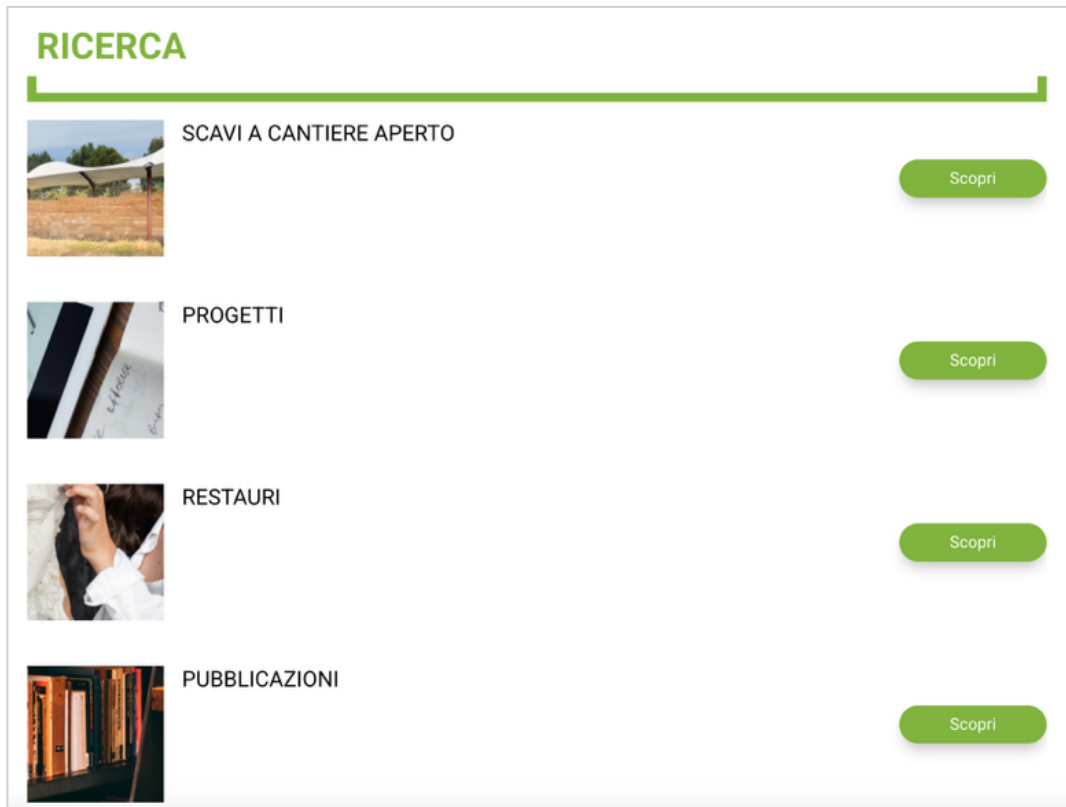 RICERCA
SCAVI A CANTIERE APERTO
Scopri
PROGETTI
Scopri
RESTAURI
Scopri
PUBBLICAZIONI
Scopri